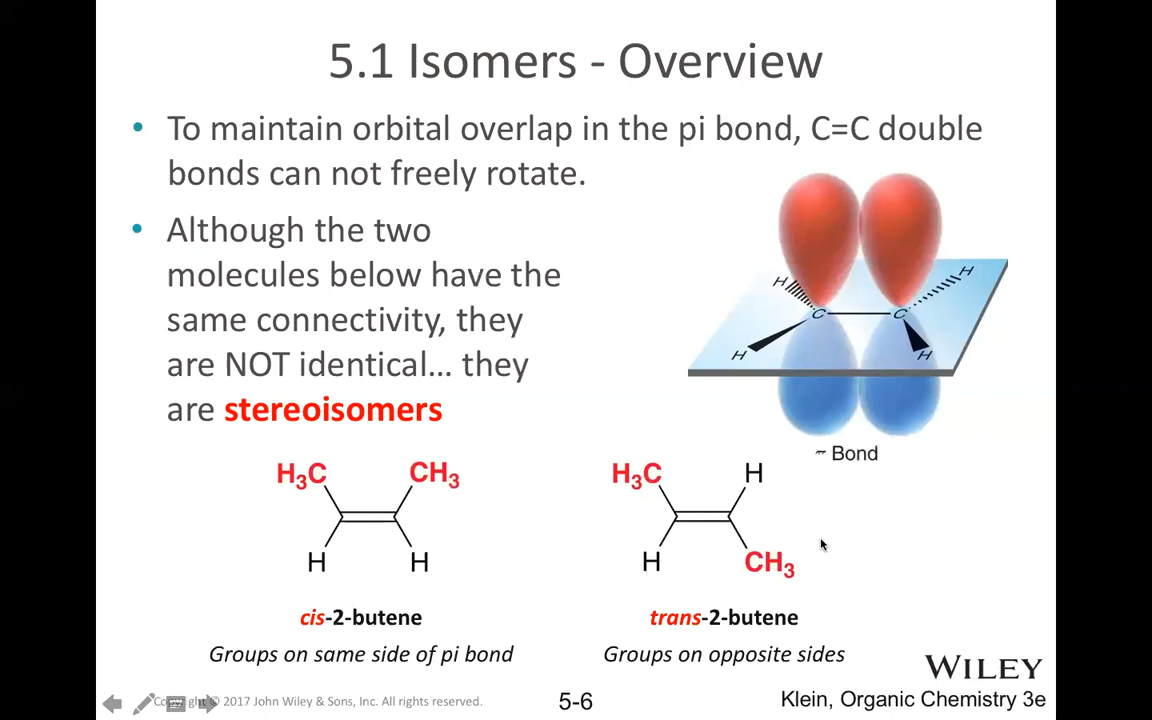 5.1 Isomers - Overview
• To maintain orbital overlap in the pi bond, C=C double
bonds can not freely rotate.
• Although the two
molecules below have the
same connectivity, they
are NOT identical… they
are stereoisomers
H H
C C
H H
Bond
H₃C CH₃
H H
cis-2-butene
Groups on same side of pi bond
H₃C H
H CH₃
trans-2-butene
Groups on opposite sides
WILEY
Copyright © 2017 John Wiley & Sons, Inc. All rights reserved.
5-6
Klein, Organic Chemistry 3e